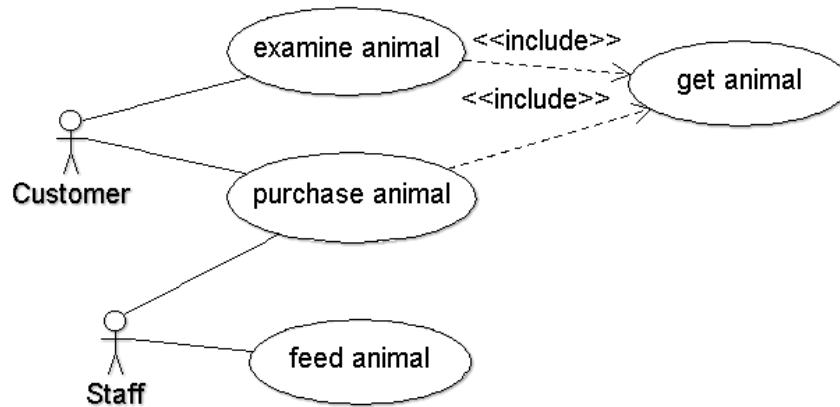 examine animal
<<include>>
get animal
<<include>>
Customer
purchase animal
feed animal
Staff